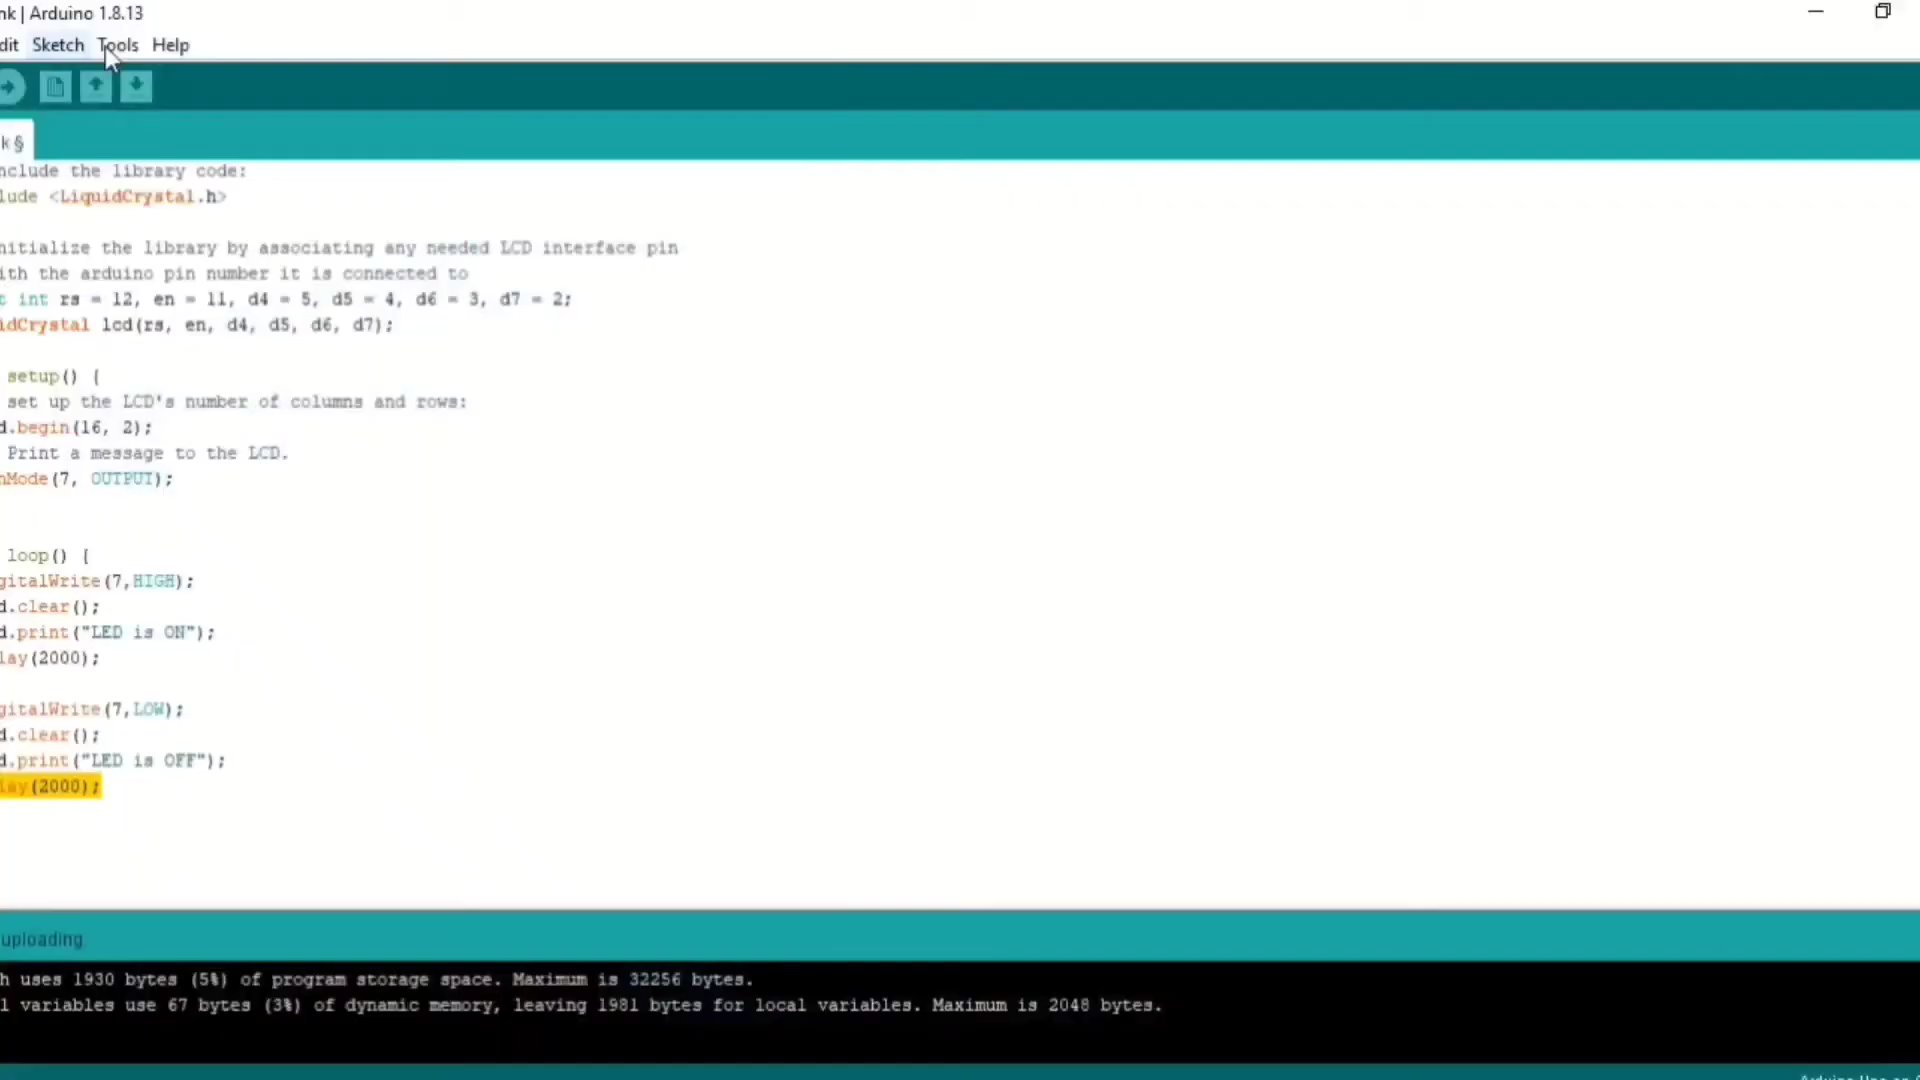 nk | Arduino 1.8.13
dit Sketch Tools Help
k §
nclude the library code:
lude <LiquidCrystal.h>
nitialize the library by associating any needed LCD interface pin
ith the arduino pin number it is connected to
t int rs = 12, en = 11, d4 = 5, d5 = 4, d6 = 3, d7 = 2;
idCrystal lcd(rs, en, d4, d5, d6, d7);
setup() {
set up the LCD's number of columns and rows:
d.begin(16, 2);
Print a message to the LCD.
nMode(7, OUTPUT);
loop() {
gitalWrite(7,HIGH);
d.clear();
d.print("LED is ON");
lay(2000);
gitalWrite(7,LOW);
d.clear();
d.print("LED is OFF");
lay(2000);
uploading
h uses 1930 bytes (5%) of program storage space. Maximum is 32256 bytes.
l variables use 67 bytes (3%) of dynamic memory, leaving 1981 bytes for local variables. Maximum is 2048 bytes.